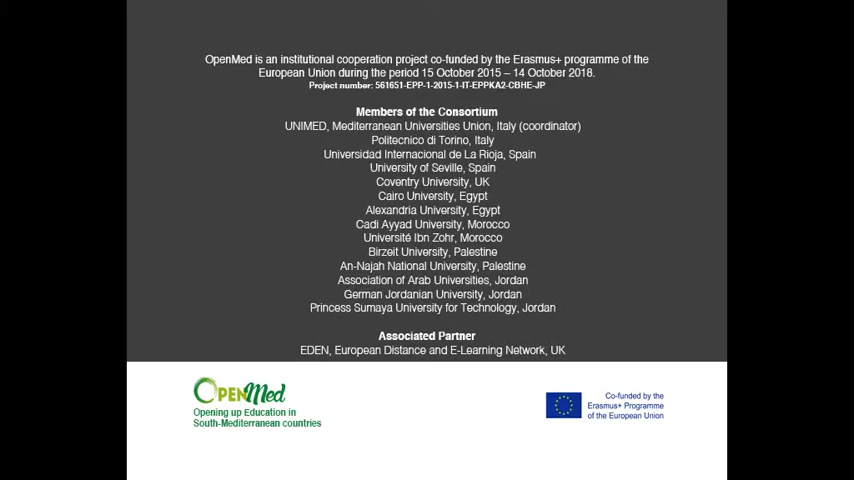 OpenMed is an institutional cooperation project co-funded by the Erasmus+ programme of the
European Union during the period 15 October 2015 – 14 October 2018.
Project number: 561651-EPP-1-2015-1-IT-EPPKA2-CBHE-JP
Members of the Consortium
UNIMED, Mediterranean Universities Union, Italy (coordinator)
Politecnico di Torino, Italy
Universidad Internacional de La Rioja, Spain
University of Seville, Spain
Coventry University, UK
Cairo University, Egypt
Alexandria University, Egypt
Cadi Ayyad University, Morocco
Université Ibn Zohr, Morocco
Birzeit University, Palestine
An-Najah National University, Palestine
Association of Arab Universities, Jordan
German Jordanian University, Jordan
Princess Sumaya University for Technology, Jordan
Associated Partner
EDEN, European Distance and E-Learning Network, UK
OPENMed
Opening up Education in
South-Mediterranean countries
Co-funded by the
Erasmus+ Programme
of the European Union